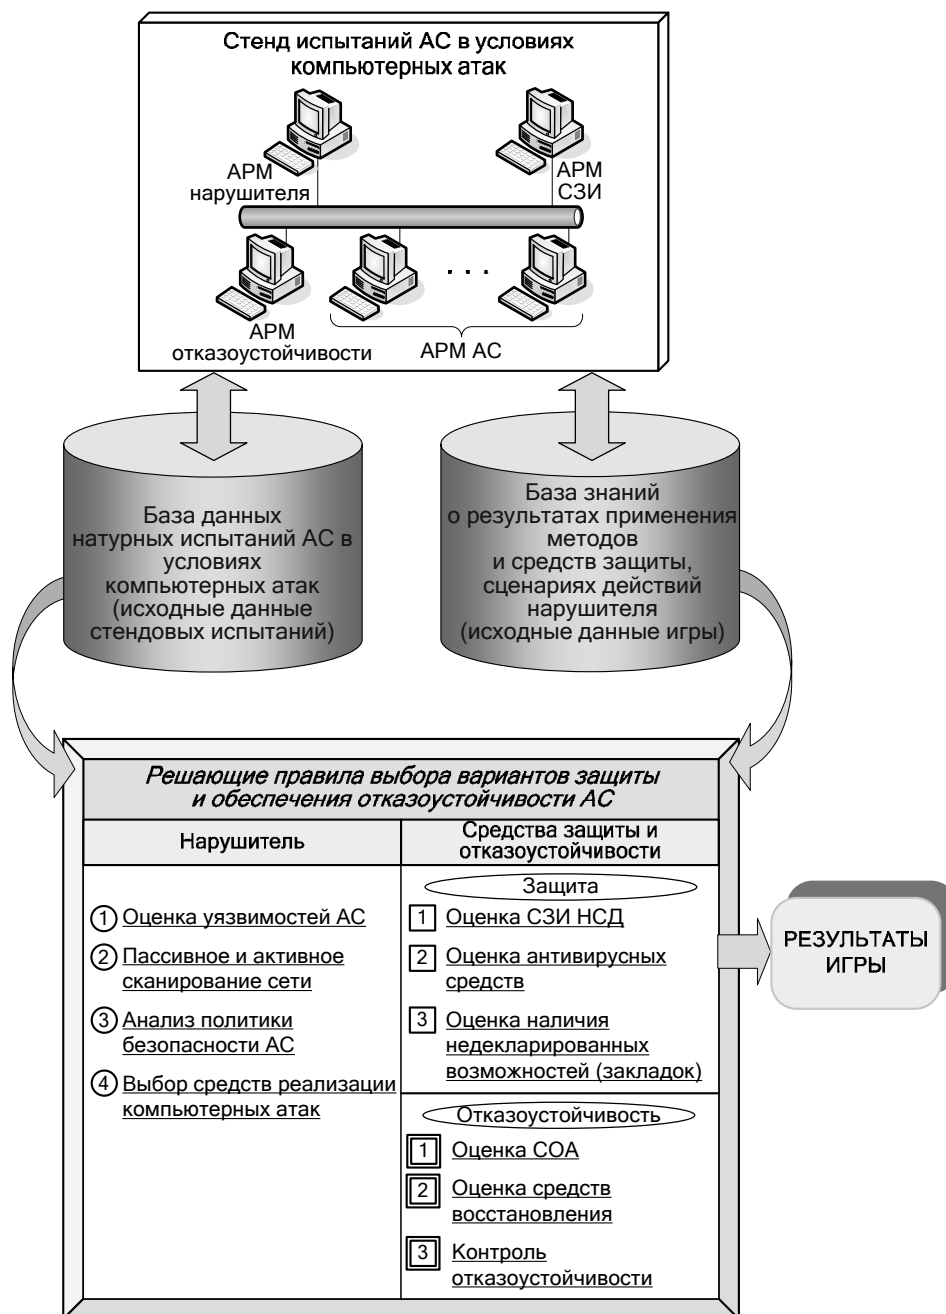 Стенд испытаний АС в условиях
компьютерных атак
АРМ
нарушителя
АРМ
СЗИ
. . .
АРМ
отказоустойчивости
АРМ АС
База данных
натурных испытаний АС в
условиях
компьютерных атак
(исходные данные
стендовых испытаний)
База знаний
о результатах применения
методов
и средств защиты,
сценариях действий
нарушителя
(исходные данные игры)
Решающие правила выбора вариантов защиты
и обеспечения отказоустойчивости АС
Нарушитель
1 Оценка уязвимостей АС
2 Пассивное и активное
сканирование сети
3 Анализ политики
безопасности АС
4 Выбор средств реализации
компьютерных атак
Средства защиты и
отказоустойчивости
Защита
1 Оценка СЗИ НСД
2 Оценка антивирусных
средств
3 Оценка наличия
недекларированных
возможностей (закладок)
Отказоустойчивость
1 Оценка СОА
2 Оценка средств
восстановления
3 Контроль
отказоустойчивости
РЕЗУЛЬТАТЫ
ИГРЫ